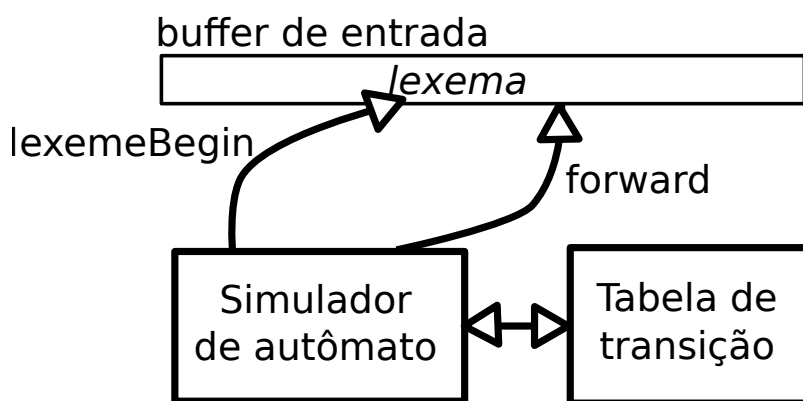 buffer de entrada
lexema
lexemeBegin
forward
Simulador
de autômato
Tabela de
transição